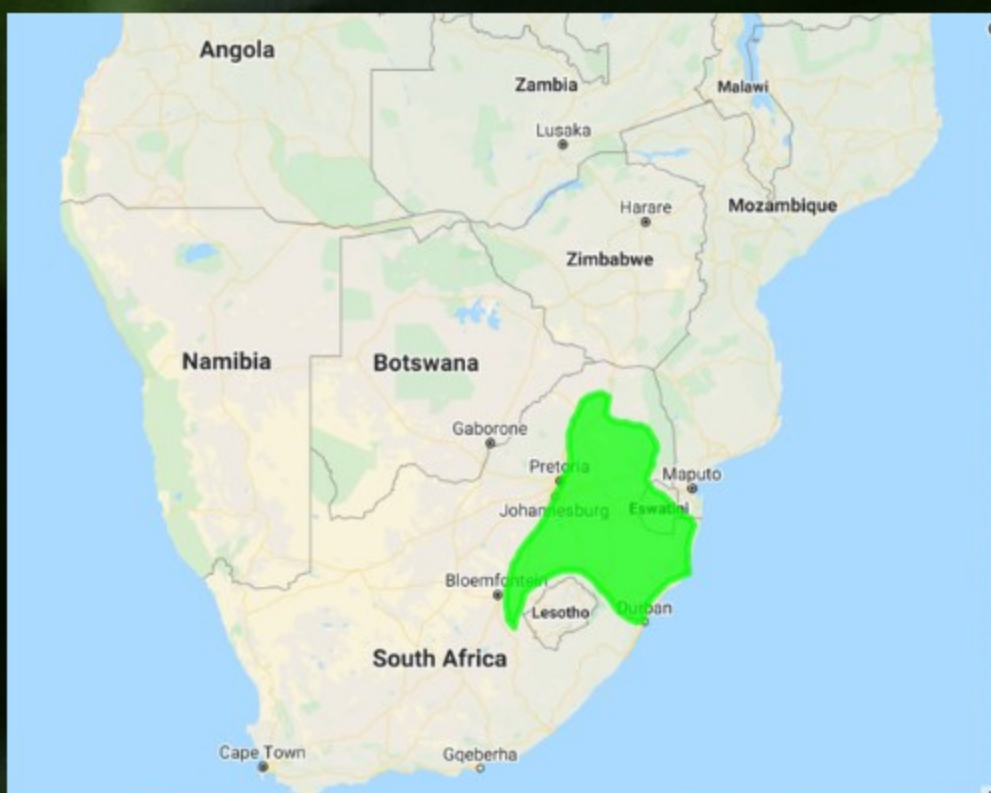 Angola
Zambia
Malawi
Lusaka
Harare
Mozambique
Zimbabwe
Namibia
Botswana
Gaborone
Pretoria
Maputo
Johannesburg
Eswatini
Bloemfontein
Lesotho
Durban
South Africa
Cape Town
Gqeberha